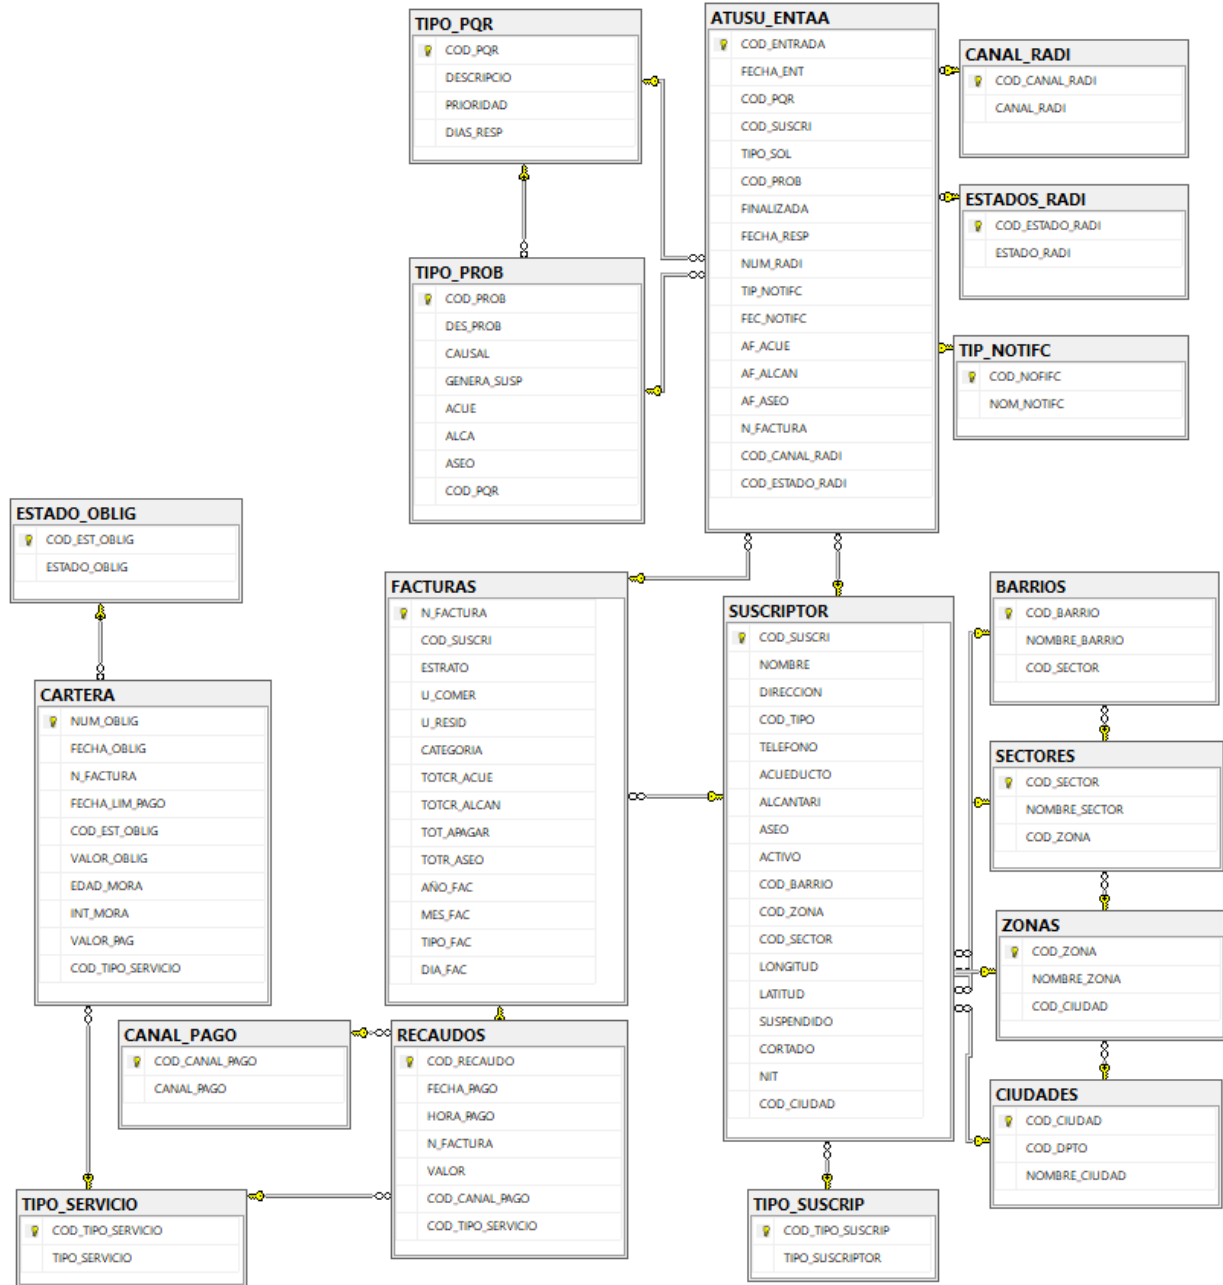 TIPO_PQR
COD_PQR
DESCRIPCIO
PRIORIDAD
DIAS_RESP
ATUSU_ENTAA
COD_ENTRADA
FECHA_ENT
COD_PQR
COD_SUSCRI
TIPO_SOL
COD_PROB
FINALIZADA
FECHA_RESP
NUM_RADI
TIP_NOTIFC
FEC_NOTIFC
AF_ACUE
AF_ALCAN
AF_ASEO
N_FACTURA
COD_CANAL_RADI
COD_ESTADO_RADI
CANAL_RADI
COD_CANAL_RADI
CANAL_RADI
ESTADOS_RADI
COD_ESTADO_RADI
ESTADO_RADI
TIP_NOTIFC
COD_NOFIFC
NOM_NOTIFC
TIPO_PROB
COD_PROB
DES_PROB
CAUSAL
GENERA_SUSP
ACUE
ALCA
ASEO
COD_PQR
ESTADO_OBLIG
COD_EST_OBLIG
ESTADO_OBLIG
CARTERA
NUM_OBLIG
FECHA_OBLIG
N_FACTURA
FECHA_LIM_PAGO
COD_EST_OBLIG
VALOR_OBLIG
EDAD_MORA
INT_MORA
VALOR_PAG
COD_TIPO_SERVICIO
FACTURAS
N_FACTURA
COD_SUSCRI
ESTRATO
U_COMER
U_RESID
CATEGORIA
TOTCR_ACUE
TOTCR_ALCAN
TOT_APAGAR
TOTR_ASEO
AÑO_FAC
MES_FAC
TIPO_FAC
DIA_FAC
SUSCRIPTOR
COD_SUSCRI
NOMBRE
DIRECCION
COD_TIPO
TELEFONO
ACUEDUCTO
ALCANTARI
ASEO
ACTIVO
COD_BARRIO
COD_ZONA
COD_SECTOR
LONGITUD
LATITUD
SUSPENDIDO
CORTADO
NIT
COD_CIUDAD
BARRIOS
COD_BARRIO
NOMBRE_BARRIO
COD_SECTOR
SECTORES
COD_SECTOR
NOMBRE_SECTOR
COD_ZONA
ZONAS
COD_ZONA
NOMBRE_ZONA
COD_CIUDAD
CIUDADES
COD_CIUDAD
COD_DPTO
NOMBRE_CIUDAD
CANAL_PAGO
COD_CANAL_PAGO
CANAL_PAGO
RECAUDOS
COD_RECAUDO
FECHA_PAGO
HORA_PAGO
N_FACTURA
VALOR
COD_CANAL_PAGO
COD_TIPO_SERVICIO
TIPO_SERVICIO
COD_TIPO_SERVICIO
TIPO_SERVICIO
TIPO_SUSCRIP
COD_TIPO_SUSCRIP
TIPO_SUSCRIPTOR